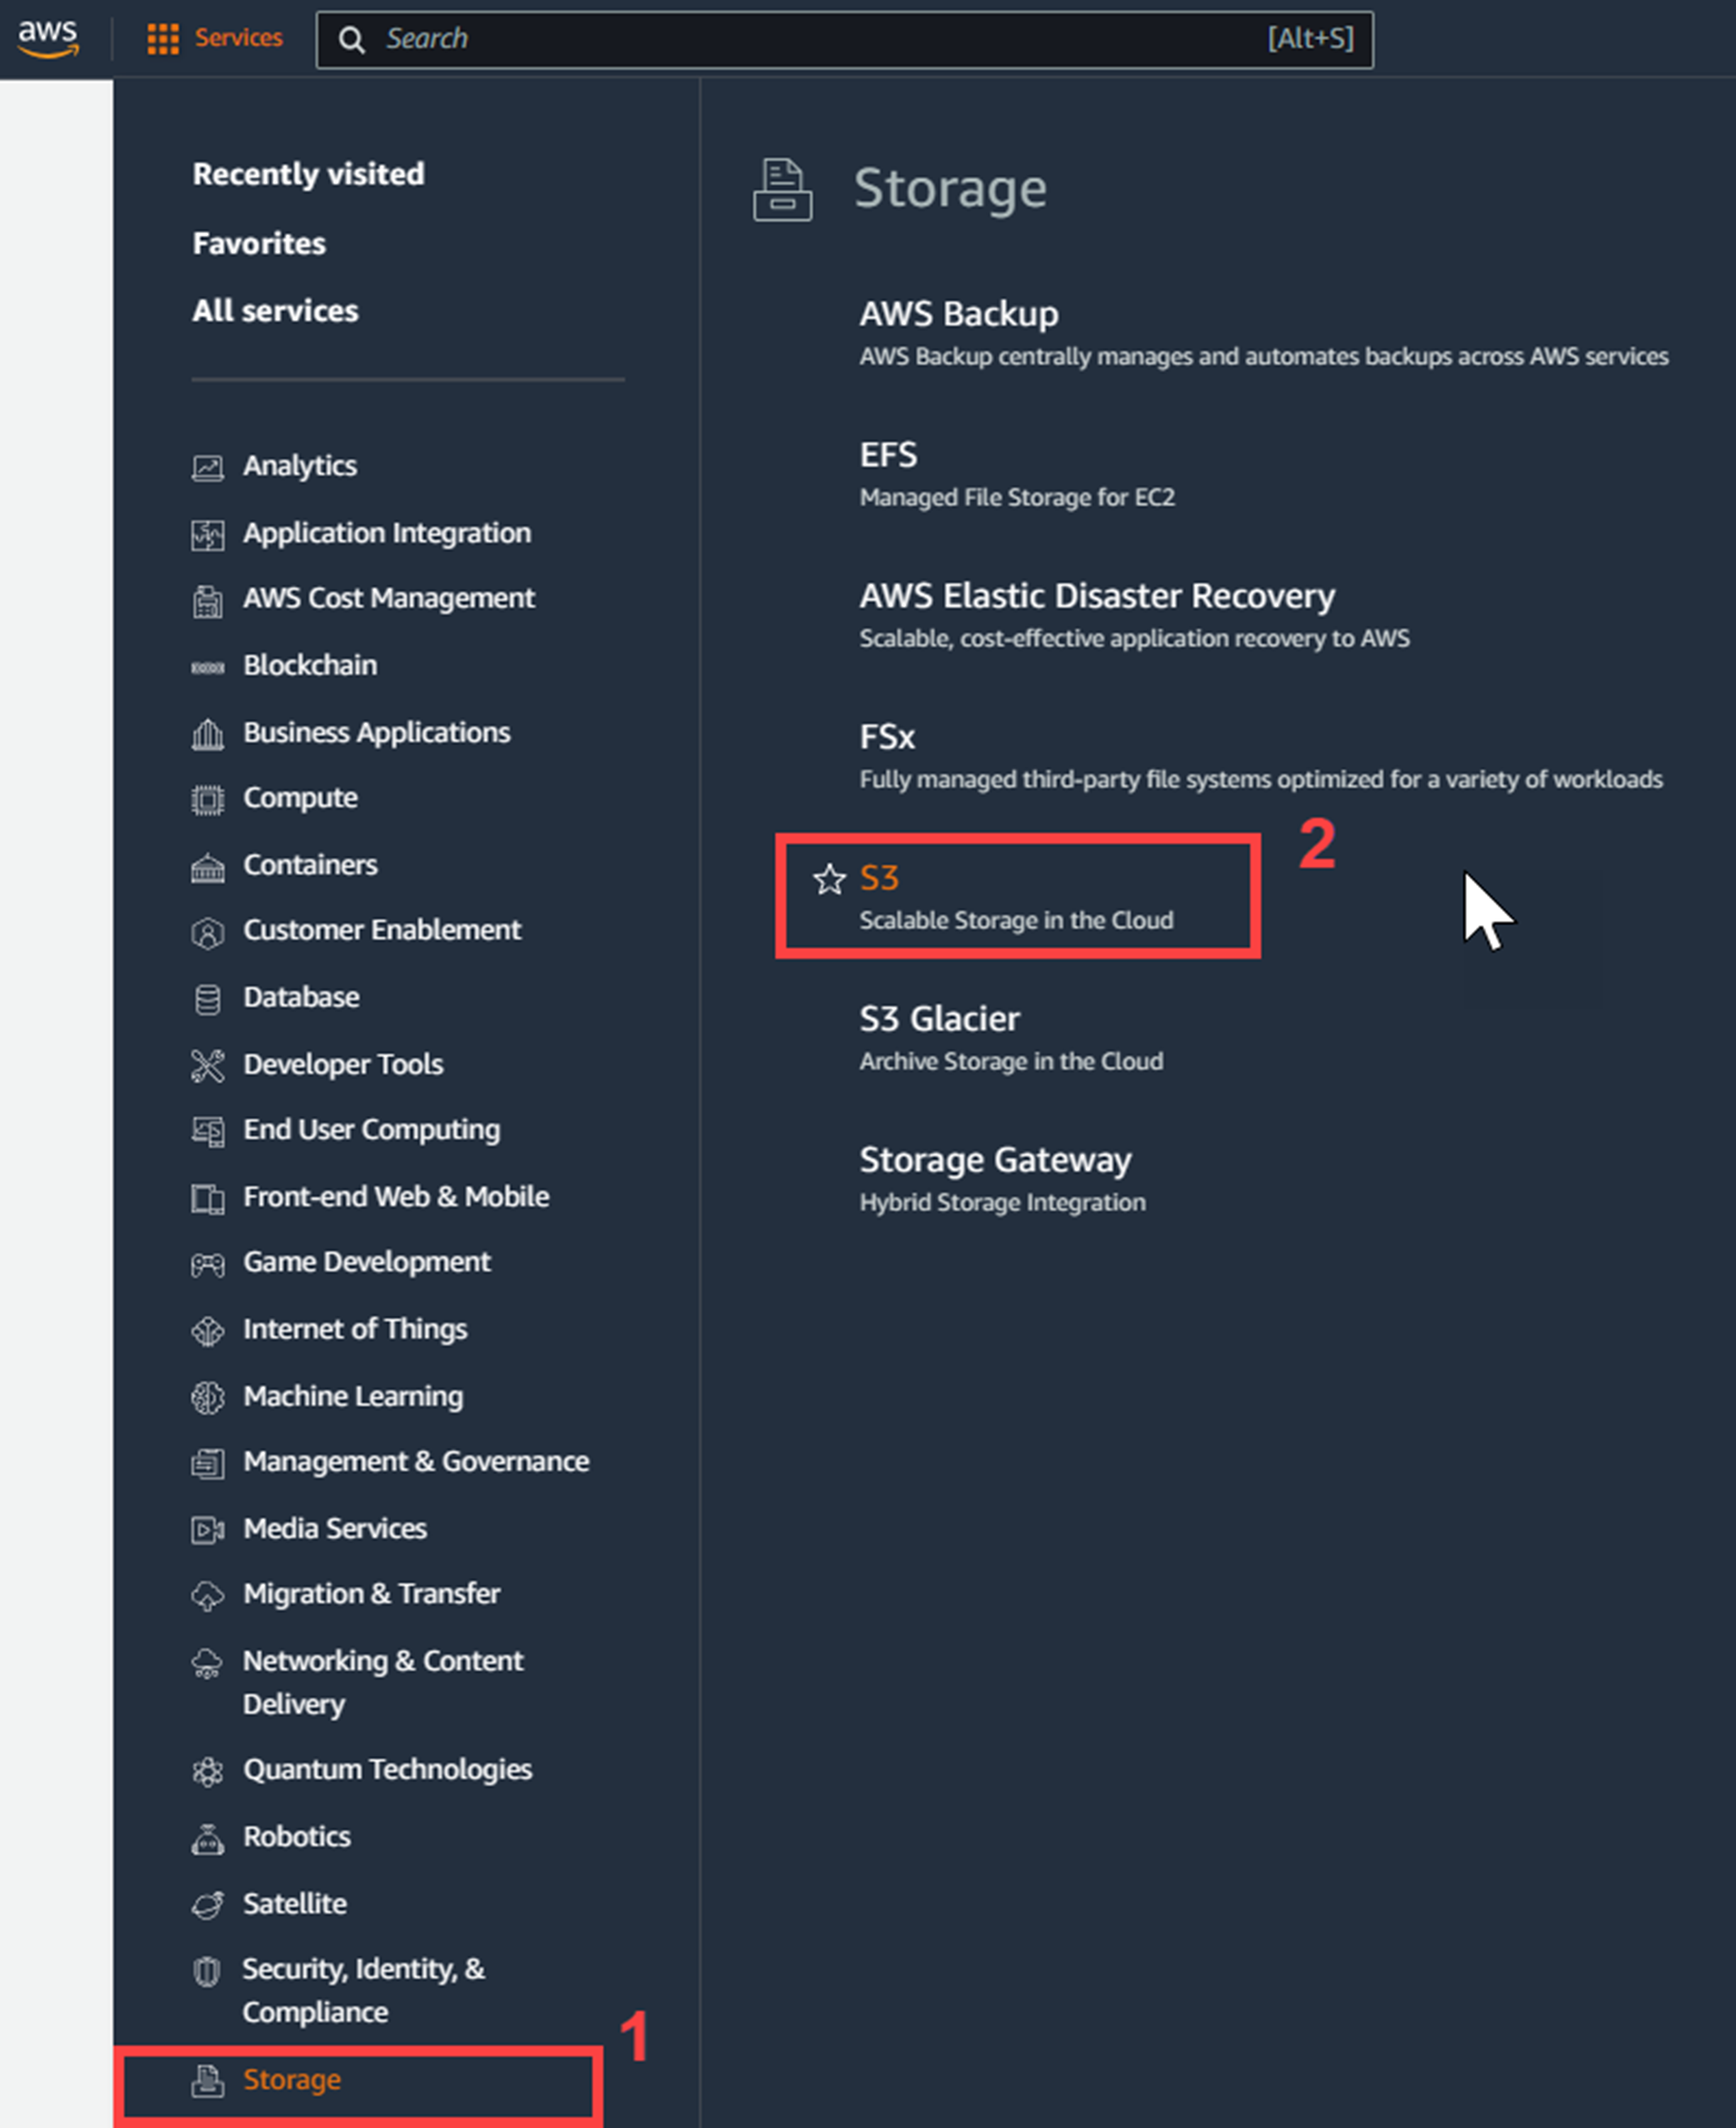 aws
Services
Search
[Alt+S]
Recently visited
Favorites
All services
Analytics
Application Integration
AWS Cost Management
Blockchain
Business Applications
Compute
Containers
Customer Enablement
Database
Developer Tools
End User Computing
Front-end Web & Mobile
Game Development
Internet of Things
Machine Learning
Management & Governance
Media Services
Migration & Transfer
Networking & Content
Delivery
Quantum Technologies
Robotics
Satellite
Security, Identity, &
Compliance
1
Storage
Storage
AWS Backup
AWS Backup centrally manages and automates backups across AWS services
EFS
Managed File Storage for EC2
AWS Elastic Disaster Recovery
Scalable, cost-effective application recovery to AWS
FSx
Fully managed third-party file systems optimized for a variety of workloads
2
S3
Scalable Storage in the Cloud
S3 Glacier
Archive Storage in the Cloud
Storage Gateway
Hybrid Storage Integration